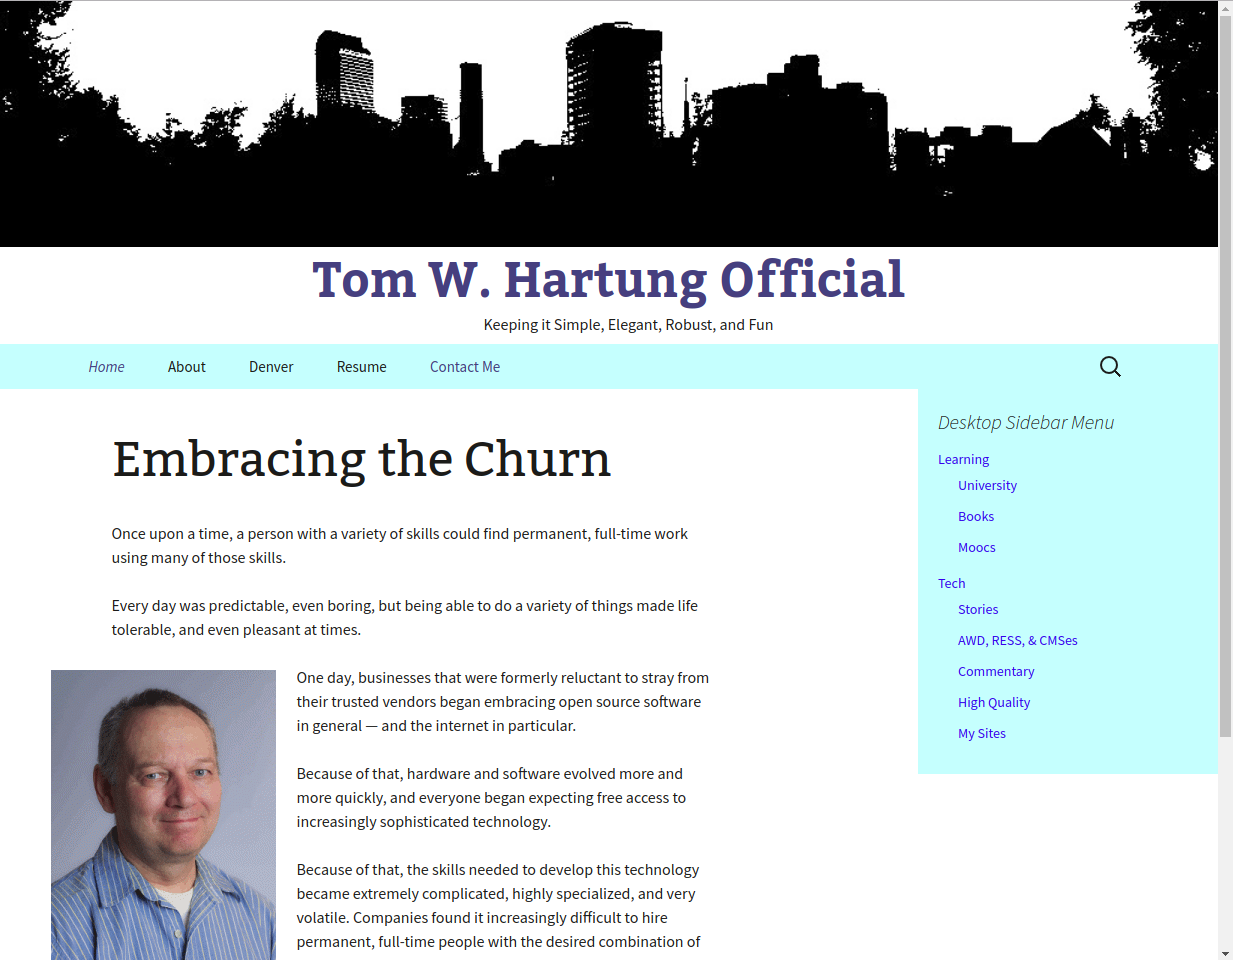 Tom W. Hartung Official
Keeping it Simple, Elegant, Robust, and Fun
Home About Denver Resume Contact Me
Embracing the Churn
Once upon a time, a person with a variety of skills could find permanent, full-time work
using many of those skills.
Every day was predictable, even boring, but being able to do a variety of things made life
tolerable, and even pleasant at times.
One day, businesses that were formerly reluctant to stray from
their trusted vendors began embracing open source software
in general — and the internet in particular.
Because of that, hardware and software evolved more and
more quickly, and everyone began expecting free access to
increasingly sophisticated technology.
Because of that, the skills needed to develop this technology
became extremely complicated, highly specialized, and very
volatile. Companies found it increasingly difficult to hire
permanent, full-time people with the desired combination of
Desktop Sidebar Menu
Learning
University
Books
Moocs
Tech
Stories
AWD, RESS, & CMSes
Commentary
High Quality
My Sites